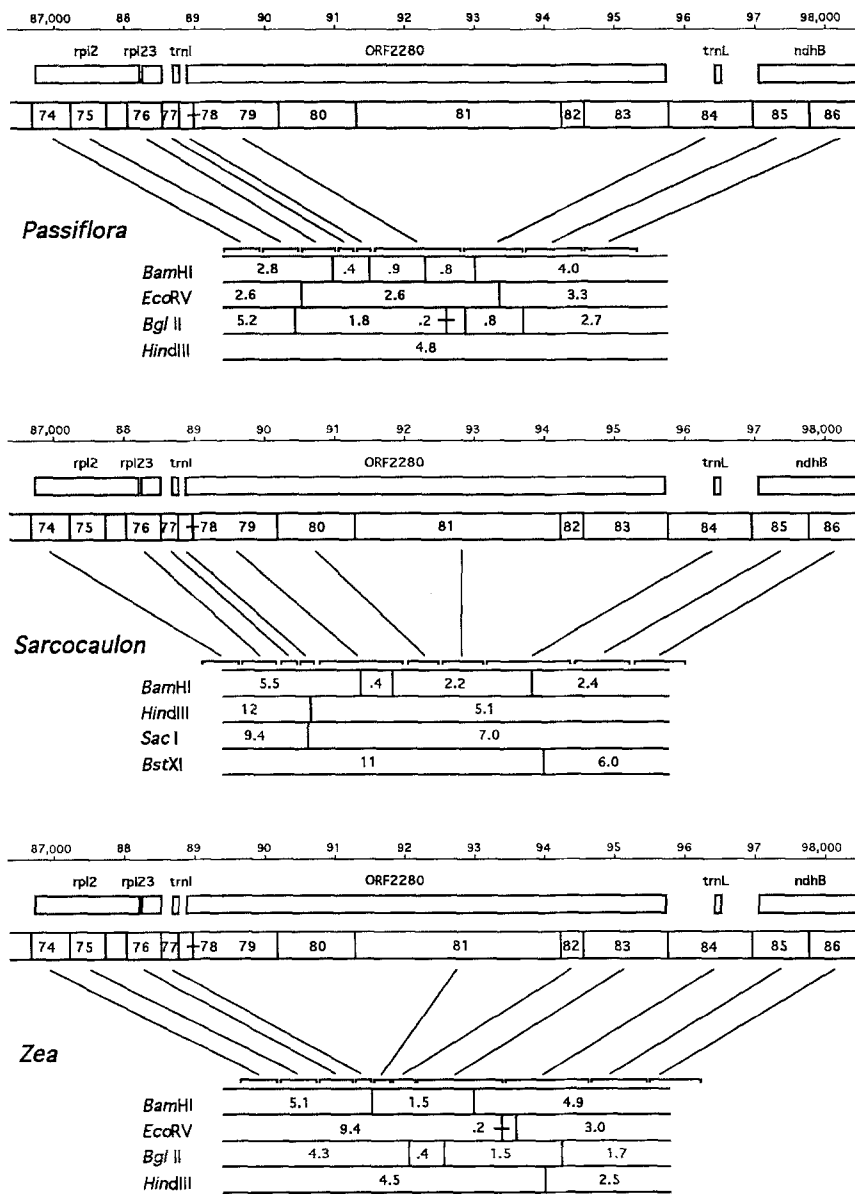 87,000 88 89 90 91 92 93 94 95 96 97 98,000
rpl2 rpl23 trnI ORF2280 trnL ndhB
74 75 76 77 78 79 80 81 82 83 84 85 86
Passiflora
BamHI 2.8 .4 .9 .8 4.0
EcoRV 2.6 2.6 3.3
Bgl II 5.2 1.8 .2 .8 2.7
HindIII 4.8
87,000 88 89 90 91 92 93 94 95 96 97 98,000
rpl2 rpl23 trnI ORF2280 trnL ndhB
74 75 76 77 78 79 80 81 82 83 84 85 86
Sarcocaulon
BamHI 5.5 .4 2.2 2.4
HindIII 12 5.1
Sac I 9.4 7.0
BstXI 11 6.0
87,000 88 89 90 91 92 93 94 95 96 97 98,000
rpl2 rpl23 trnI ORF2280 trnL ndhB
74 75 76 77 78 79 80 81 82 83 84 85 86
Zea
BamHI 5.1 1.5 4.9
EcoRV 9.4 .2 3.0
Bgl II 4.3 .4 1.5 1.7
HindIII 4.5 2.5